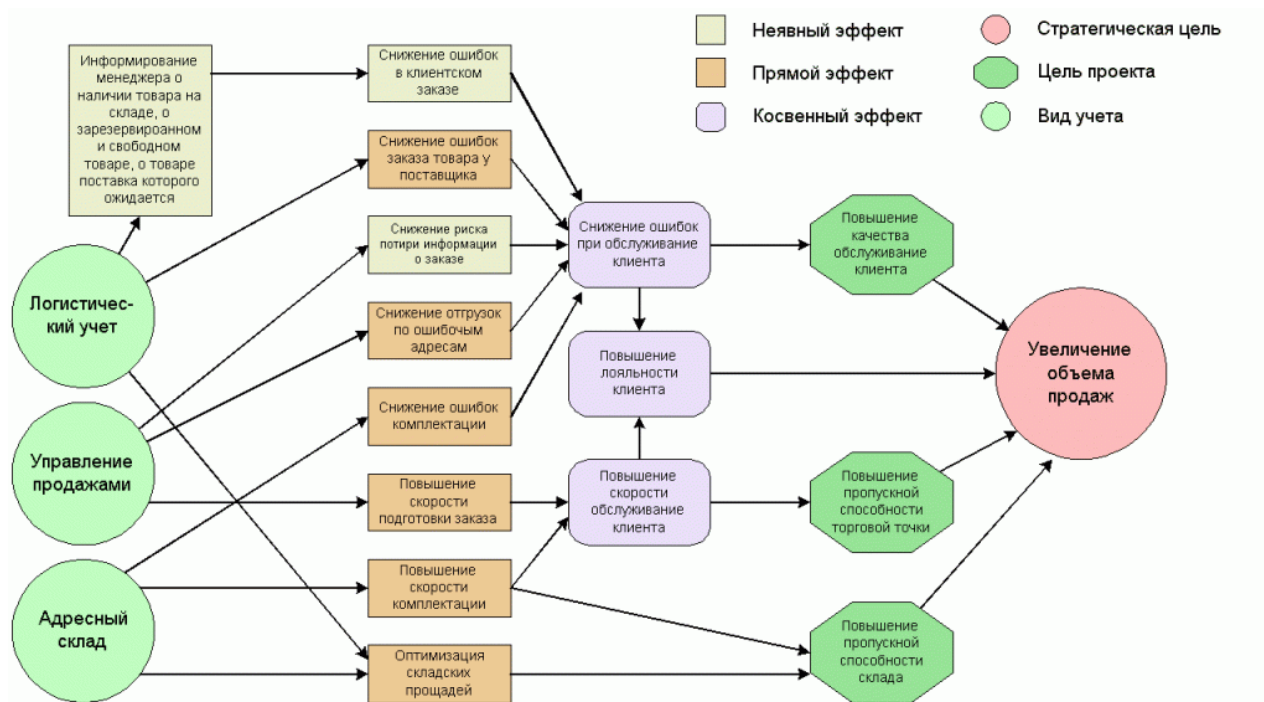 Информирование
менеджера о
наличии товара на
складе, о
зарезервироанном
и свободном
товаре, о товаре
поставка которого
ожидается
Логистичес-
кий учет
Управление
продажами
Адресный
склад
Снижение ошибок
в клиентском
заказе
Снижение ошибок
заказа товара у
поставщика
Снижение риска
потири информации
о заказе
Снижение отгрузок
по ошибочым
адресам
Снижение ошибок
комплектации
Повышение
скорости
подготовки заказа
Повышение
скорости
комплектации
Оптимизация
складских
прощадей
Снижение ошибок
при обслуживание
клиента
Повышение
лояльности
клиента
Повышение
скорости
обслуживание
клиента
Повышение
качества
обслуживание
клиента
Повышение
пропускной
способности
торговой точки
Повышение
пропускной
способности
склада
Увеличение
объема
продаж
Неявный эффект
Прямой эффект
Косвенный эффект
Стратегическая цель
Цель проекта
Вид учета